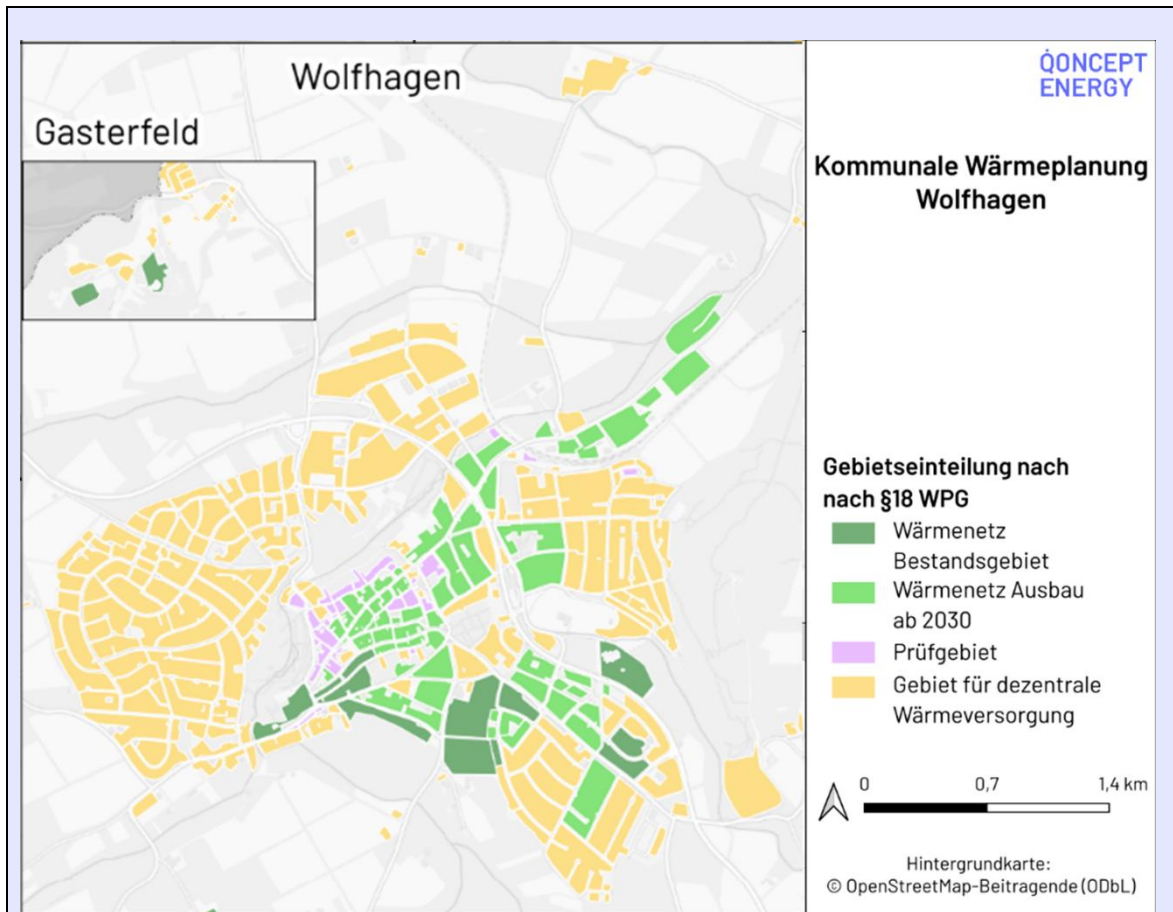 Wolfhagen
Gasterfeld
QONCEPT
ENERGY
Kommunale Wärmeplanung
Wolfhagen
Gebietseinteilung nach
nach §18 WPG
Wärmenetz
Bestandsgebiet
Wärmenetz Ausbau
ab 2030
Prüfgebiet
Gebiet für dezentrale
Wärmeversorgung
0 0,7 1,4 km
Hintergrundkarte:
© OpenStreetMap-Beitragende (ODbL)